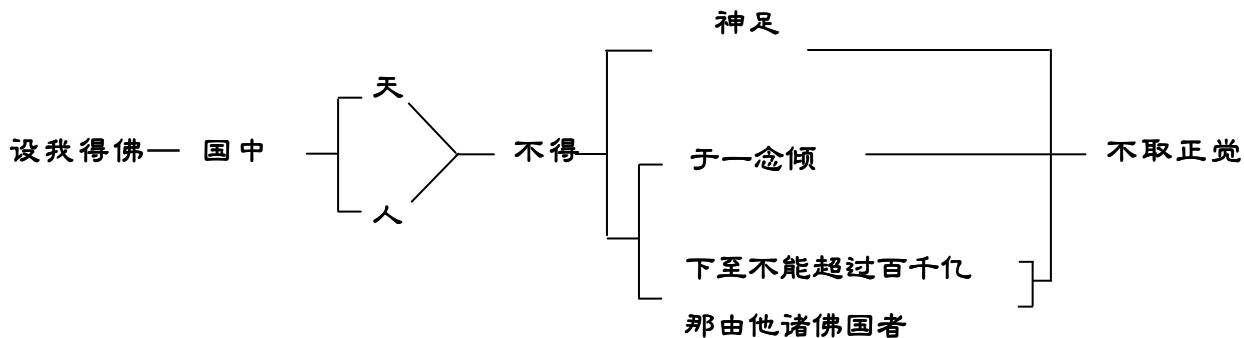 设我得佛— 国中
天
人
不得
神足
于一念倾
下至不能超过百千亿
那由他诸佛国者
不取正觉